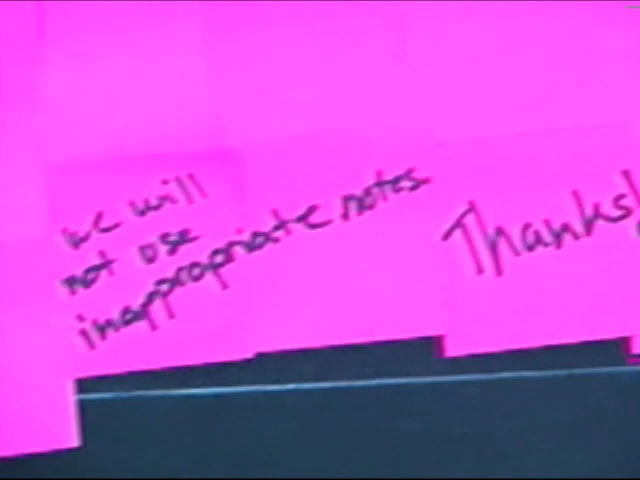 we will
not use
inappropriate notes.
Thanks!